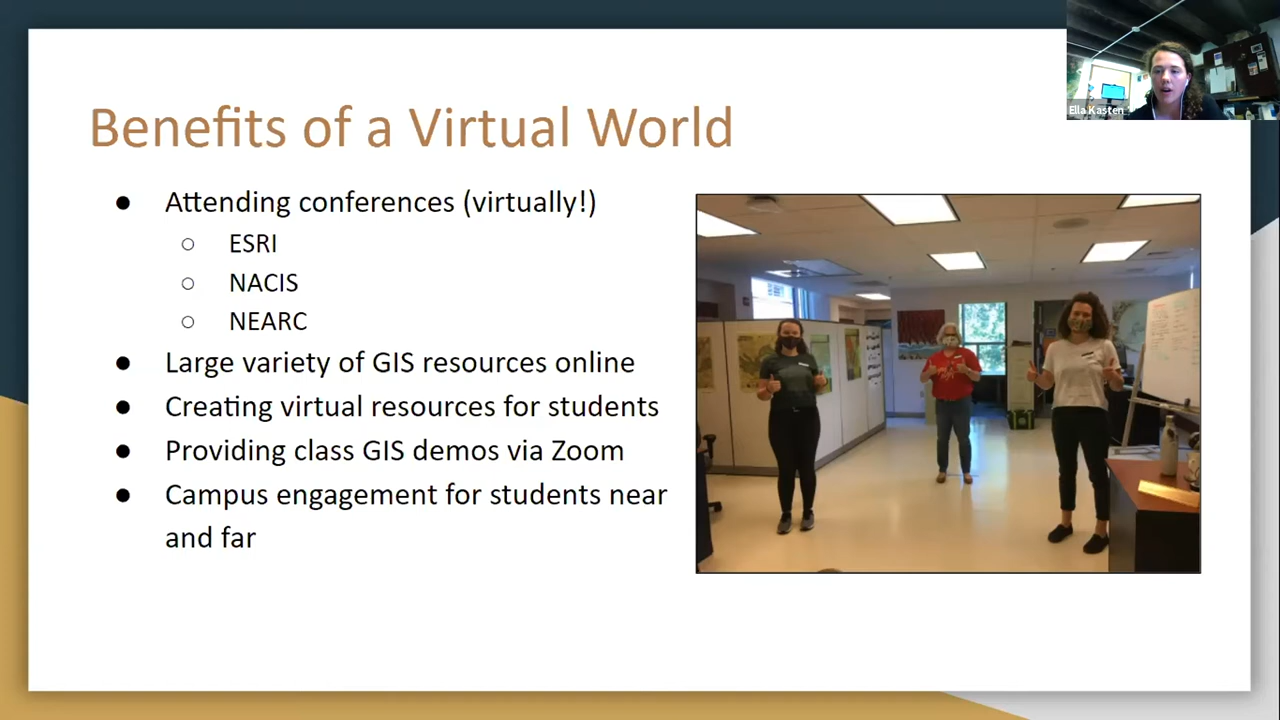 Ella Kasten
Benefits of a Virtual World
● Attending conferences (virtually!)
○ ESRI
○ NACIS
○ NEARC
● Large variety of GIS resources online
● Creating virtual resources for students
● Providing class GIS demos via Zoom
● Campus engagement for students near
and far